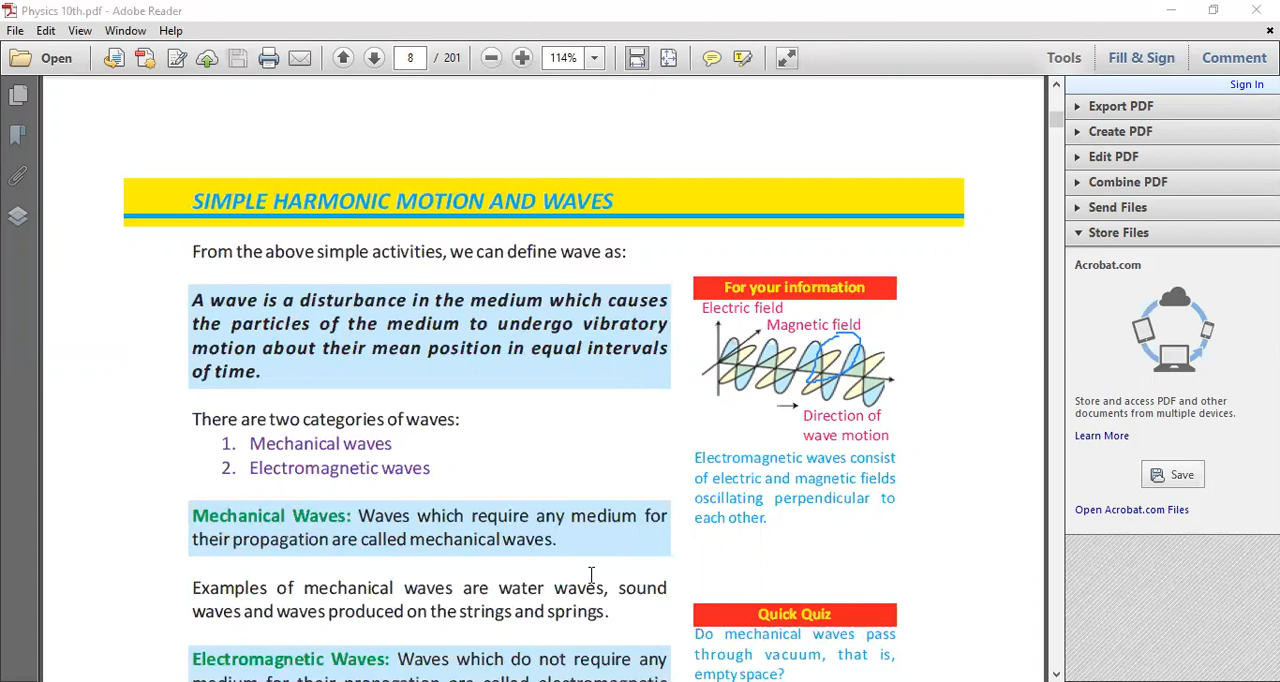 Physics 10th.pdf - Adobe Reader
File Edit View Window Help
Open 8 / 201 114% Tools Fill & Sign Comment
Sign In
Export PDF
Create PDF
Edit PDF
Combine PDF
Send Files
Store Files
Acrobat.com
Store and access PDF and other
documents from multiple devices.
Learn More
Save
Open Acrobat.com Files
SIMPLE HARMONIC MOTION AND WAVES
From the above simple activities, we can define wave as:
A wave is a disturbance in the medium which causes
the particles of the medium to undergo vibratory
motion about their mean position in equal intervals
of time.
There are two categories of waves:
1. Mechanical waves
2. Electromagnetic waves
Mechanical Waves: Waves which require any medium for
their propagation are called mechanical waves.
Examples of mechanical waves are water waves, sound
waves and waves produced on the strings and springs.
Electromagnetic Waves: Waves which do not require any
medium for their propagation are called electromagnetic
For your information
Electric field
Magnetic field
Direction of
wave motion
Electromagnetic waves consist
of electric and magnetic fields
oscillating perpendicular to
each other.
Quick Quiz
Do mechanical waves pass
through vacuum, that is,
empty space?